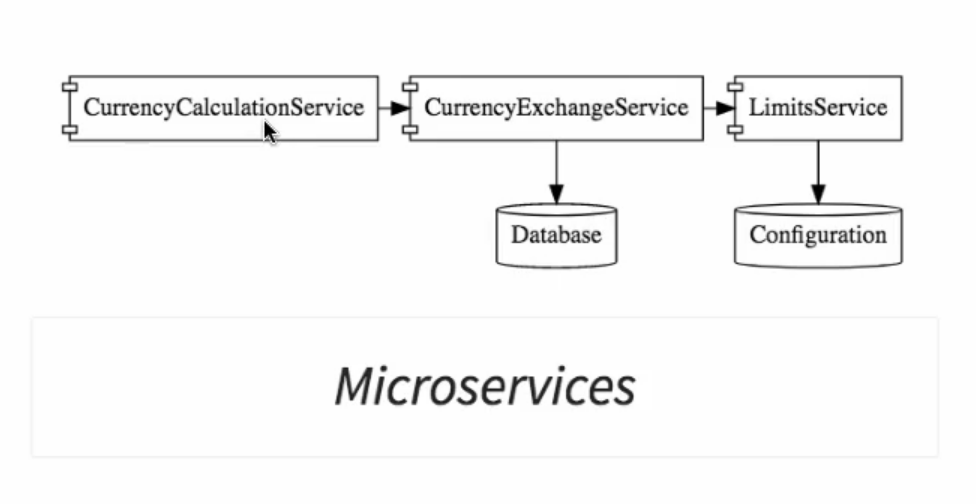 CurrencyCalculationService
CurrencyExchangeService
LimitsService
Database
Configuration
Microservices